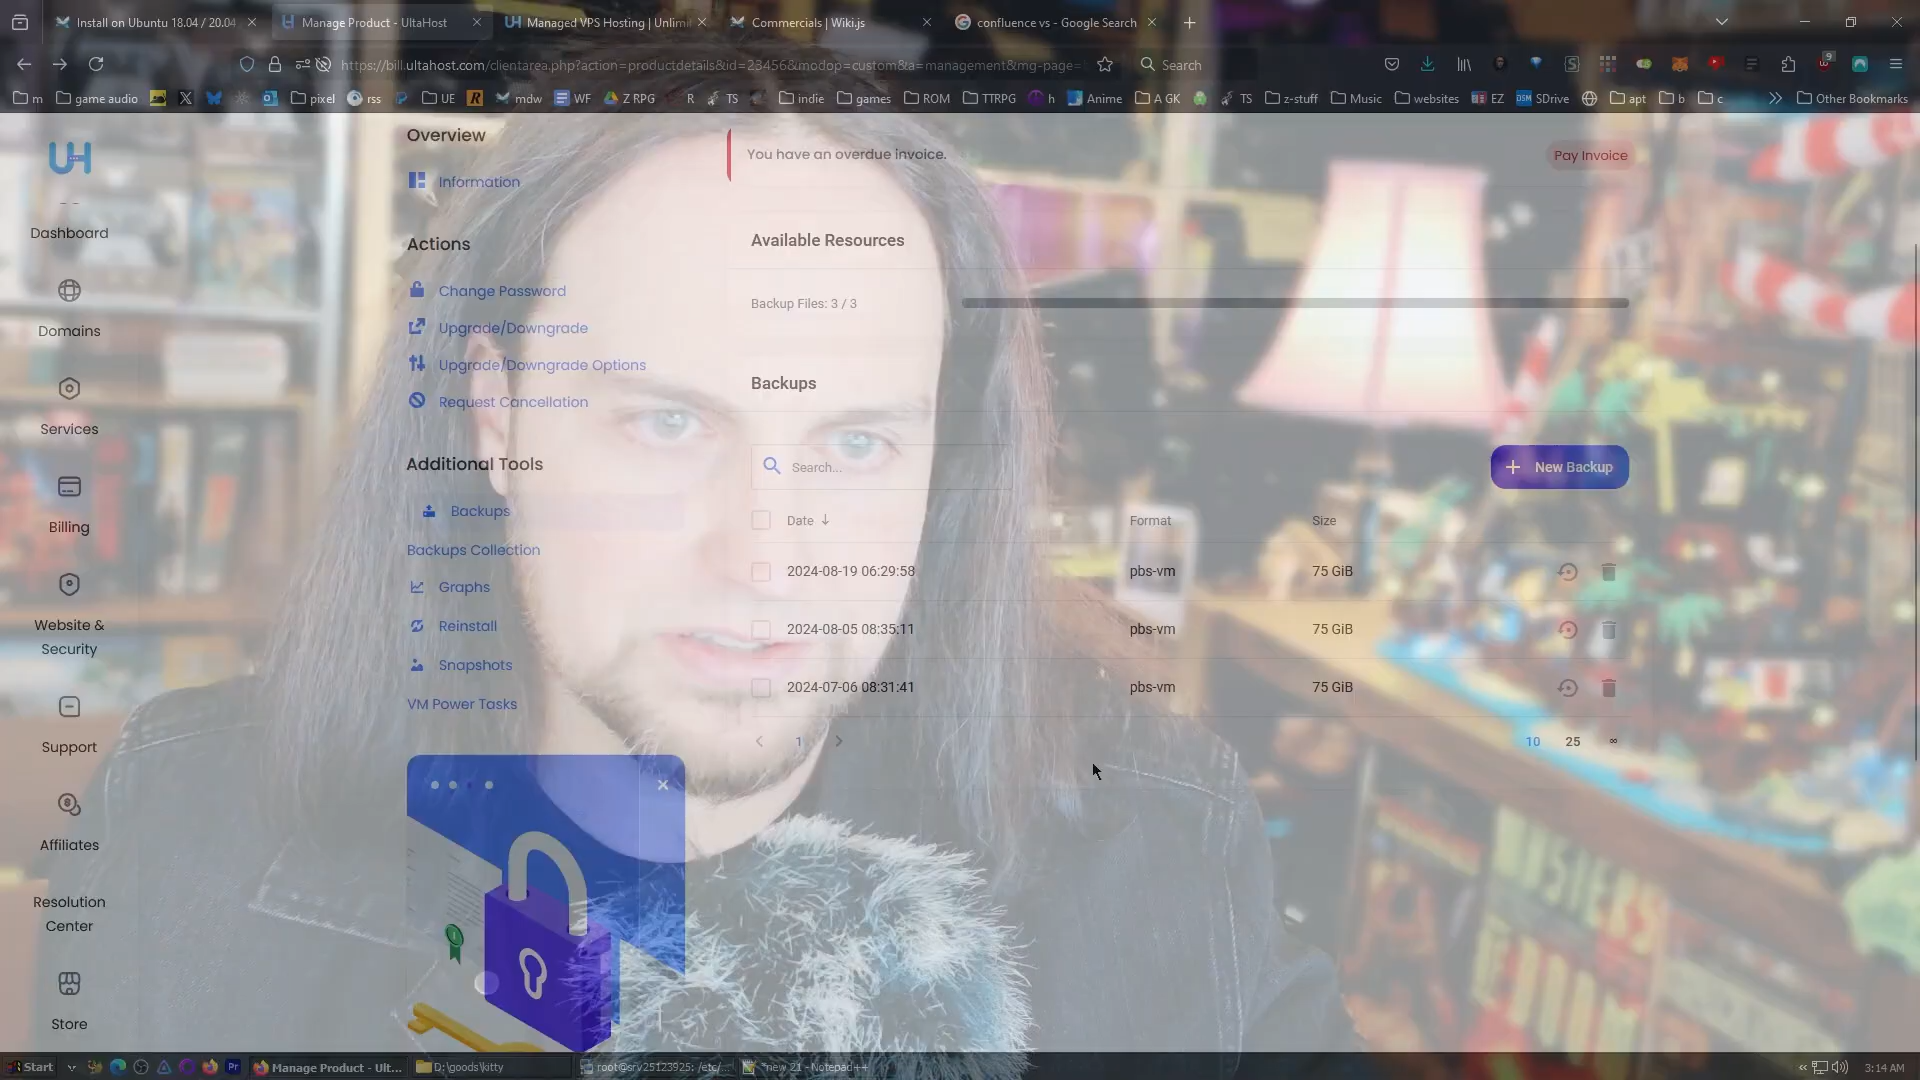 Install on Ubuntu 18.04 / 20.04
Manage Product - UltaHost
Managed VPS Hosting | Unlimi
Commercials | Wiki.js
confluence vs - Google Search
https://bill.ultahost.com/clientarea.php?action=productdetails&id=23456&modop=custom&a=management&mg-page=
Search
9
m
game audio
pixel
rss
UE
R
mdw
WF
Z RPG
R
TS
indie
games
ROM
TTRPG
h
Anime
A GK
TS
z-stuff
Music
websites
EZ
DSM
SDrive
apt
b
c
Other Bookmarks
UH
Dashboard
Domains
Services
Billing
Website &
Security
Support
Affiliates
Resolution
Center
Store
Overview
Information
Actions
Change Password
Upgrade/Downgrade
Upgrade/Downgrade Options
Request Cancellation
Additional Tools
Backups
Backups Collection
Graphs
Reinstall
Snapshots
VM Power Tasks
You have an overdue invoice.
Pay Invoice
Available Resources
Backup Files: 3 / 3
Backups
Search...
New Backup
Date
Format
Size
2024-08-19 06:29:58
pbs-vm
75 GiB
2024-08-05 08:35:11
pbs-vm
75 GiB
2024-07-06 08:31:41
pbs-vm
75 GiB
1
10
25
∞
Start
Manage Product - Ult...
D:\goods\kitty
root@srv25123925: /etc/...
*new 21 - Notepad++
3:14 AM